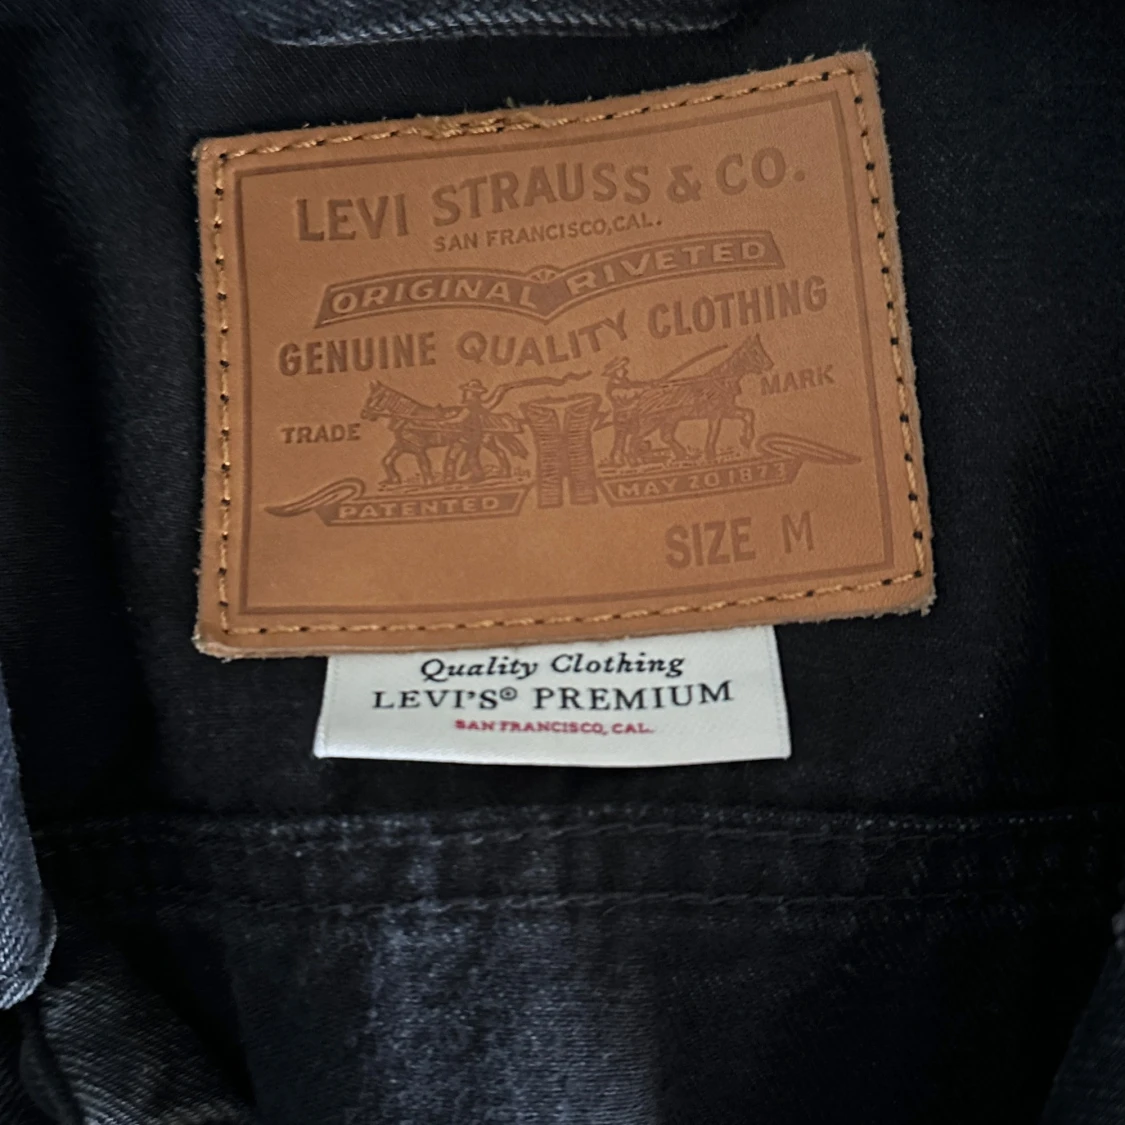 LEVI STRAUSS & CO.
SAN FRANCISCO, CAL.
ORIGINAL RIVETED
GENUINE QUALITY CLOTHING
TRADE MARK
PATENTED MAY 20 1873
SIZE M
Quality Clothing
LEVI'S® PREMIUM
SAN FRANCISCO, CAL.